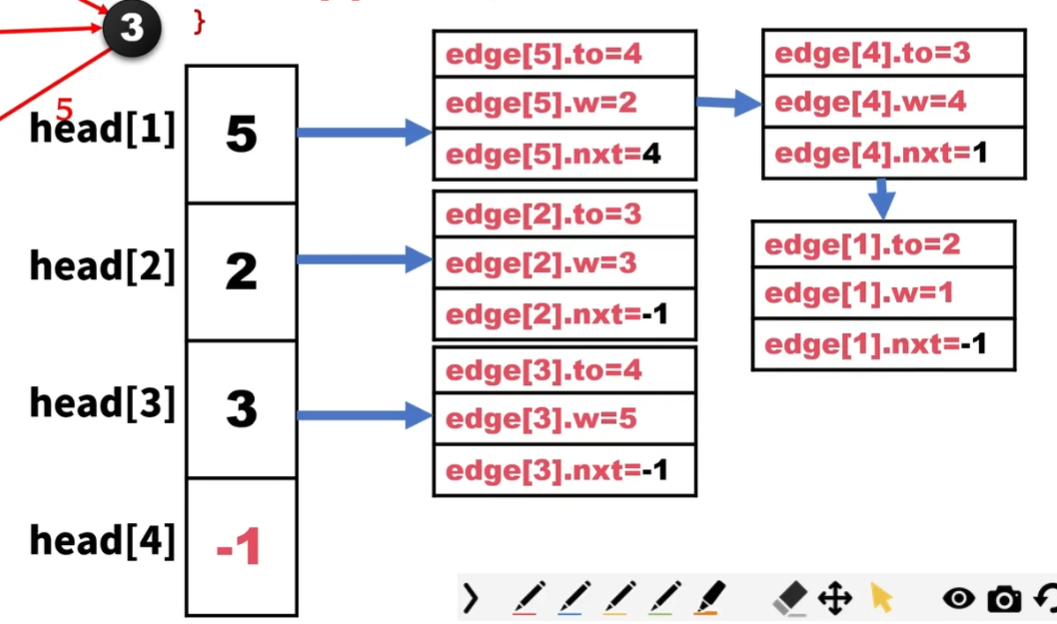 3
}
5
head[1]
5
edge[5].to=4
edge[5].w=2
edge[5].nxt=4
edge[4].to=3
edge[4].w=4
edge[4].nxt=1
edge[1].to=2
edge[1].w=1
edge[1].nxt=-1
head[2]
2
edge[2].to=3
edge[2].w=3
edge[2].nxt=-1
head[3]
3
edge[3].to=4
edge[3].w=5
edge[3].nxt=-1
head[4]
-1